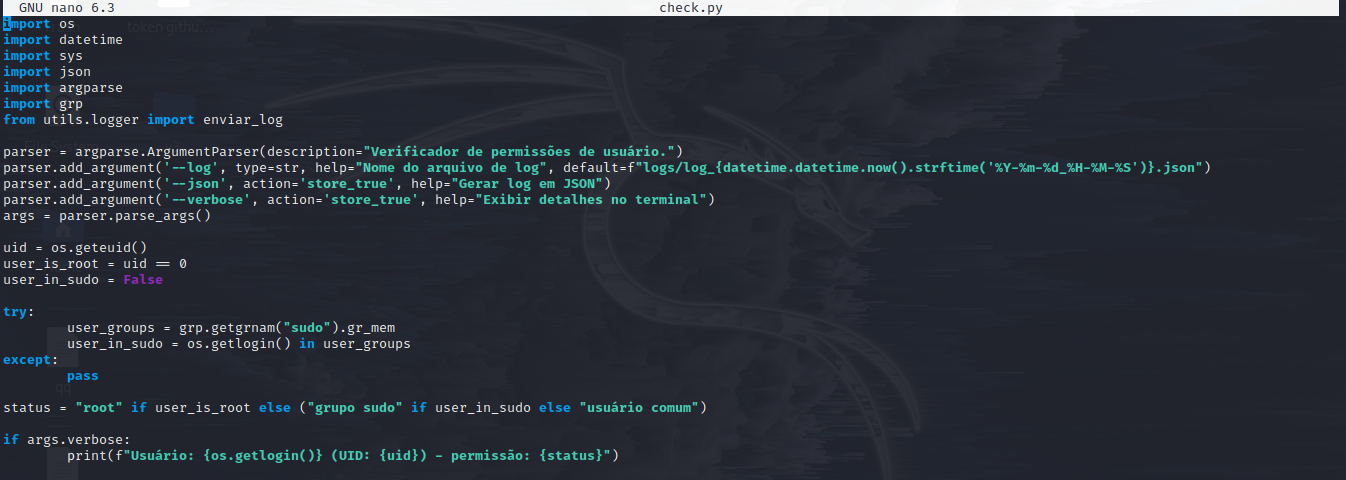 GNU nano 6.3 check.py
import os
import datetime
import sys
import json
import argparse
import grp
from utils.logger import enviar_log

parser = argparse.ArgumentParser(description="Verificador de permissões de usuário.")
parser.add_argument('--log', type=str, help="Nome do arquivo de log", default=f"logs/log_{datetime.datetime.now().strftime('%Y-%m-%d_%H-%M-%S')}.json")
parser.add_argument('--json', action='store_true', help="Gerar log em JSON")
parser.add_argument('--verbose', action='store_true', help="Exibir detalhes no terminal")
args = parser.parse_args()

uid = os.geteuid()
user_is_root = uid == 0
user_in_sudo = False

try:
        user_groups = grp.getgrnam("sudo").gr_mem
        user_in_sudo = os.getlogin() in user_groups
except:
        pass

status = "root" if user_is_root else ("grupo sudo" if user_in_sudo else "usuário comum")

if args.verbose:
        print(f"Usuário: {os.getlogin()} (UID: {uid}) - permissão: {status}")